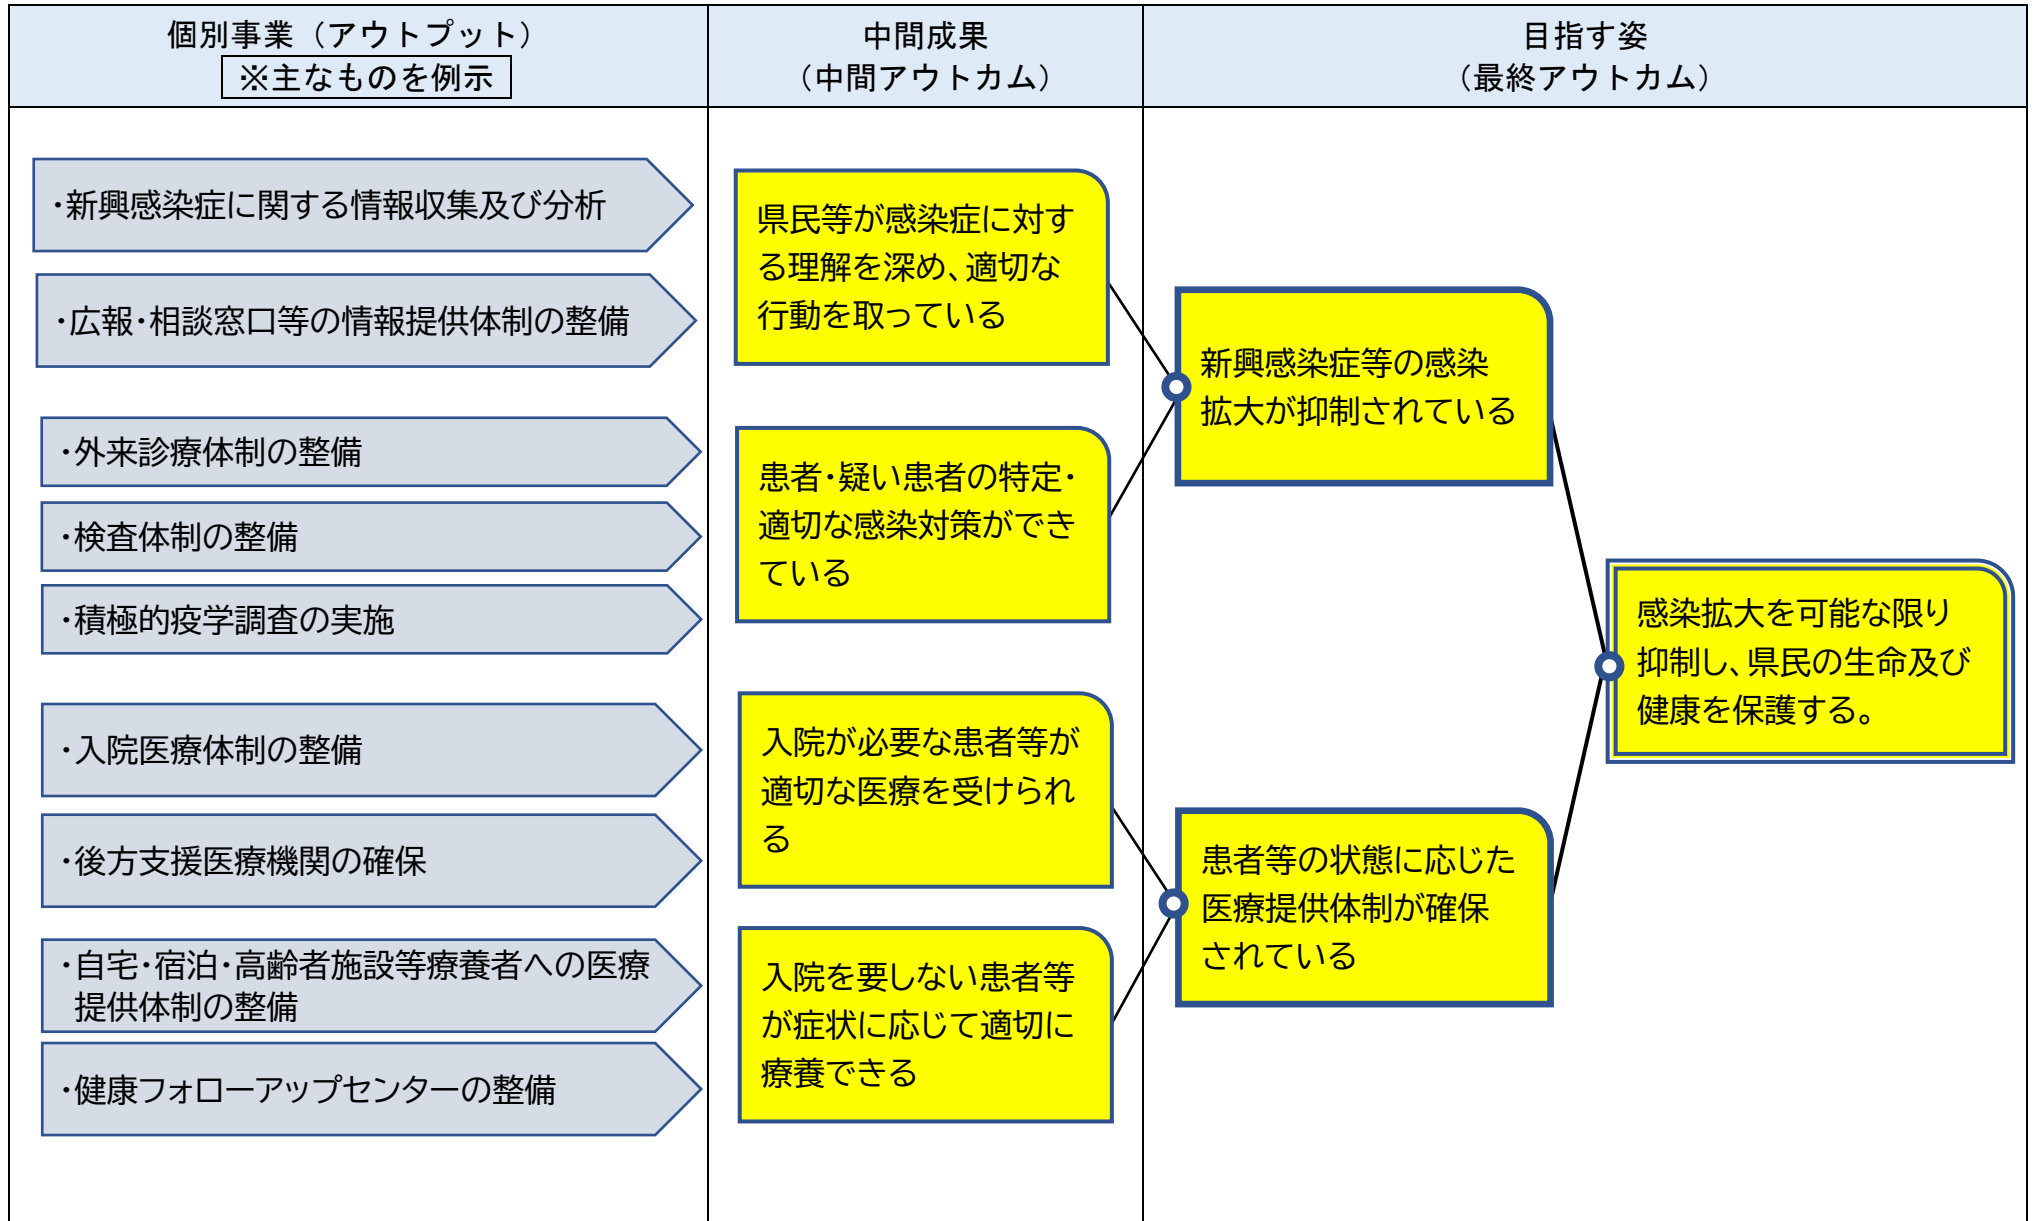 個別事業（アウトプット）
※主なものを例示
中間成果
（中間アウトカム）
目指す姿
（最終アウトカム）
・新興感染症に関する情報収集及び分析
・広報・相談窓口等の情報提供体制の整備
・外来診療体制の整備
・検査体制の整備
・積極的疫学調査の実施
・入院医療体制の整備
・後方支援医療機関の確保
・自宅・宿泊・高齢者施設等療養者への医療
提供体制の整備
・健康フォローアップセンターの整備
県民等が感染症に対す
る理解を深め、適切な
行動を取っている
患者・疑い患者の特定・
適切な感染対策ができ
ている
入院が必要な患者等が
適切な医療を受けられ
る
入院を要しない患者等
が症状に応じて適切に
療養できる
新興感染症等の感染
拡大が抑制されている
患者等の状態に応じた
医療提供体制が確保
されている
感染拡大を可能な限り
抑制し、県民の生命及び
健康を保護する。